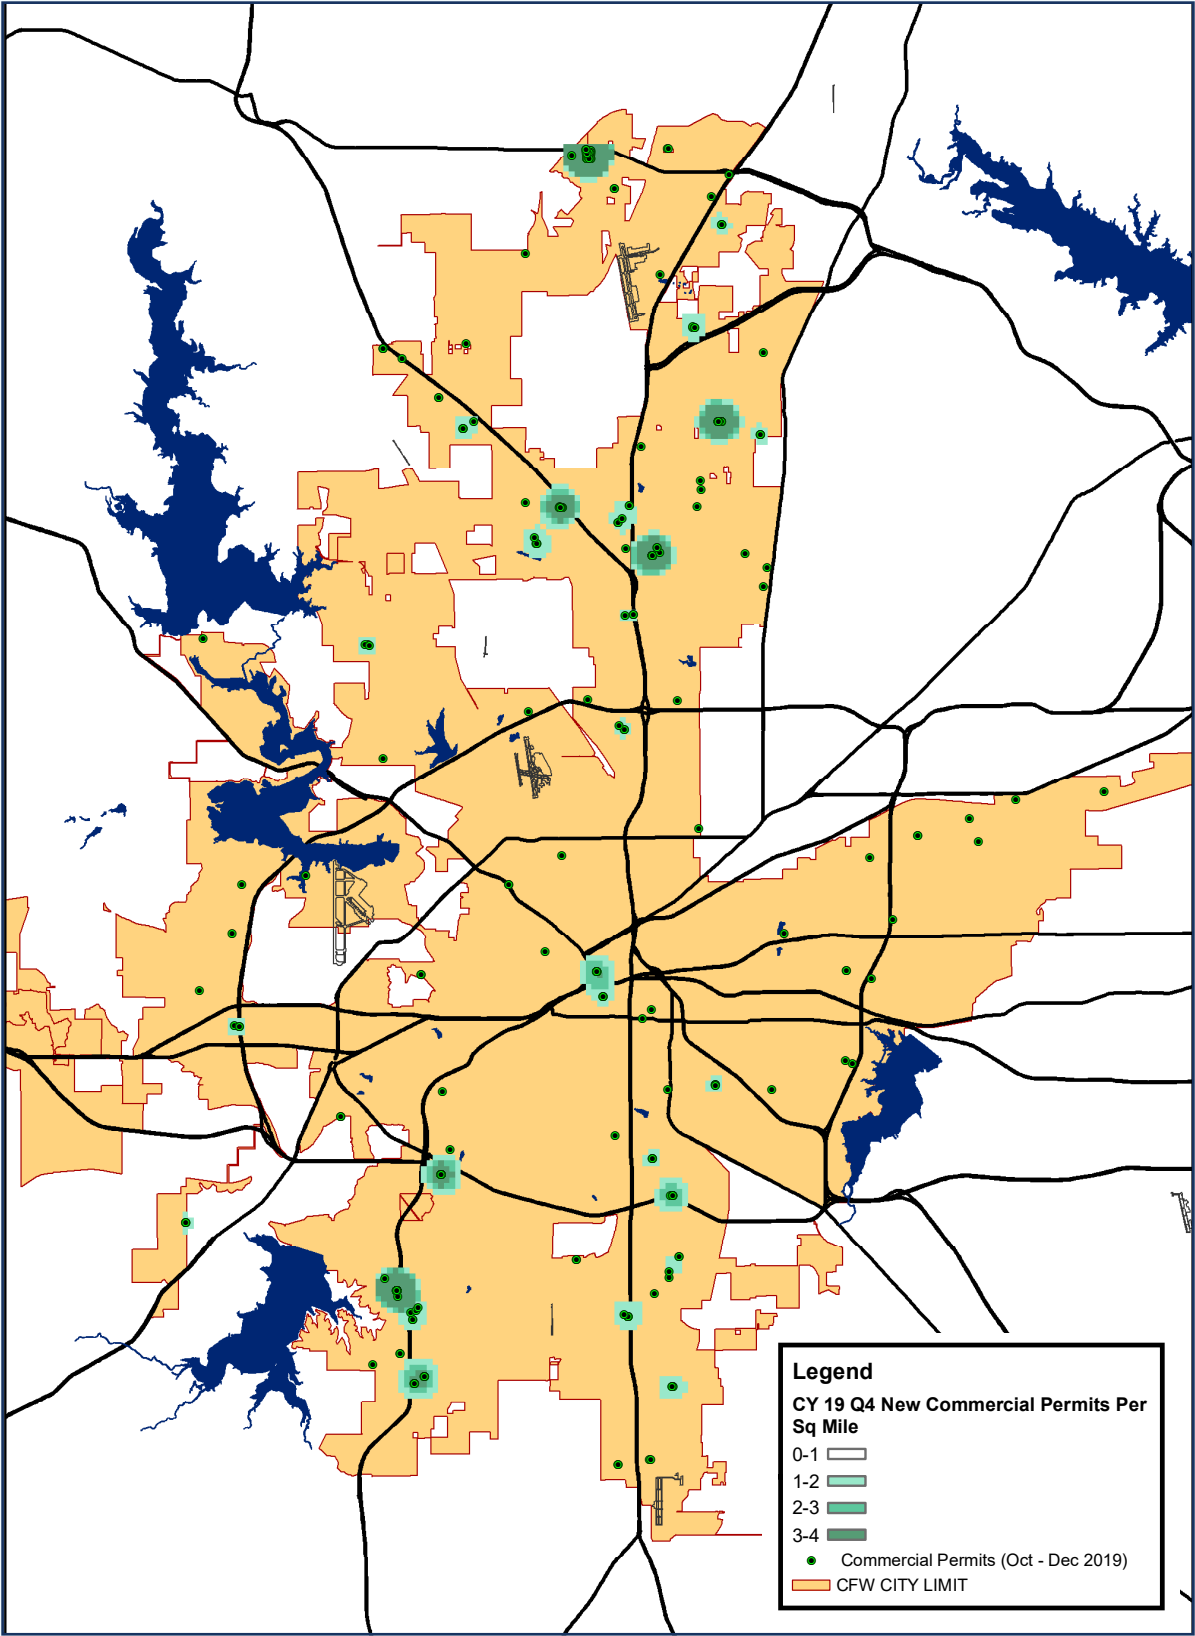 Legend
CY 19 Q4 New Commercial Permits Per
Sq Mile
0-1
1-2
2-3
3-4
Commercial Permits (Oct - Dec 2019)
CFW CITY LIMIT